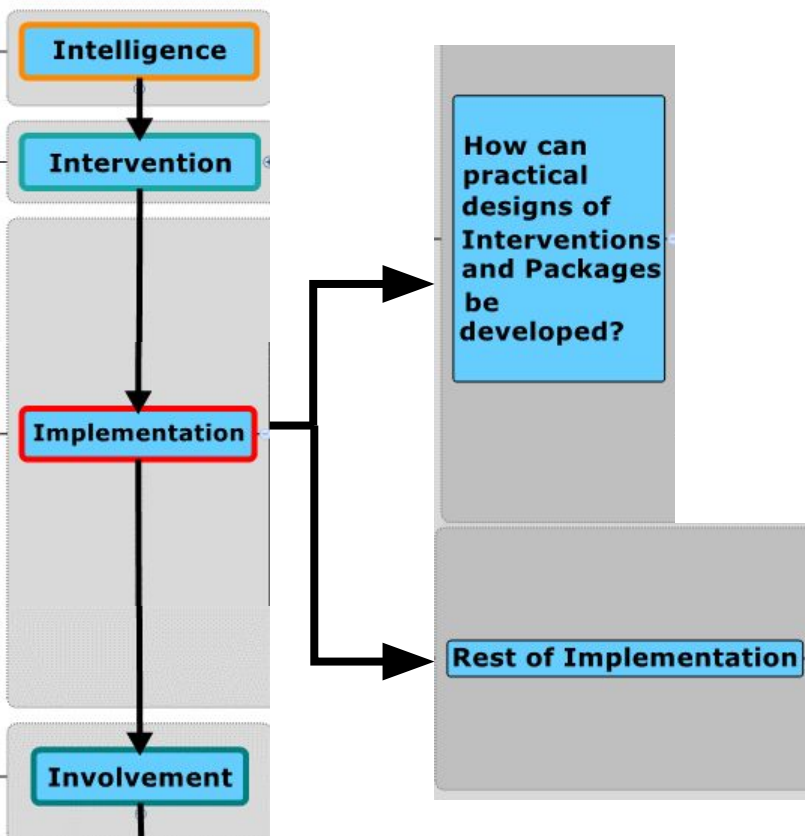 Intelligence
Intervention
Implementation
Involvement
How can
practical
designs of
Interventions
and Packages
be
developed?
Rest of Implementation